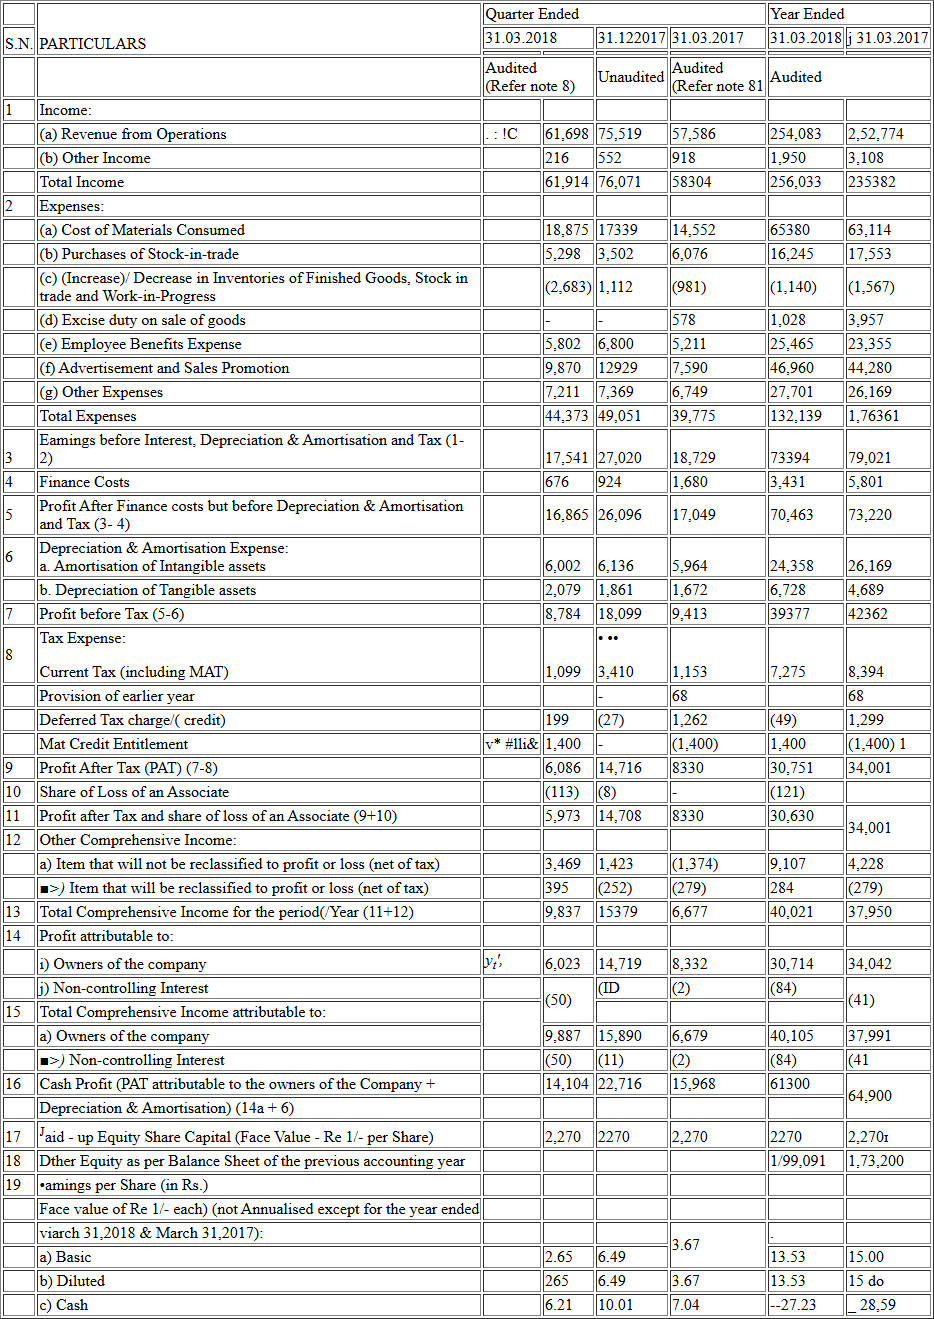 Quarter Ended Year Ended
S.N. PARTICULARS 31.03.2018 31.122017 31.03.2017 31.03.2018 j 31.03.2017
Audited (Refer note 8) Unaudited Audited (Refer note 81 Audited
1 Income:
(a) Revenue from Operations . : !C 61,698 75,519 57,586 254,083 2,52,774
(b) Other Income 216 552 918 1,950 3,108
Total Income 61,914 76,071 58304 256,033 235382
2 Expenses:
(a) Cost of Materials Consumed 18,875 17339 14,552 65380 63,114
(b) Purchases of Stock-in-trade 5,298 3,502 6,076 16,245 17,553
(c) (Increase)/ Decrease in Inventories of Finished Goods, Stock in
trade and Work-in-Progress (2,683) 1,112 (981) (1,140) (1,567)
(d) Excise duty on sale of goods - - 578 1,028 3,957
(e) Employee Benefits Expense 5,802 6,800 5,211 25,465 23,355
(f) Advertisement and Sales Promotion 9,870 12929 7,590 46,960 44,280
(g) Other Expenses 7,211 7,369 6,749 27,701 26,169
Total Expenses 44,373 49,051 39,775 132,139 1,76361
Eamings before Interest, Depreciation & Amortisation and Tax (1-
3 2) 17,541 27,020 18,729 73394 79,021
4 Finance Costs 676 924 1,680 3,431 5,801
5 Profit After Finance costs but before Depreciation & Amortisation
and Tax (3- 4) 16,865 26,096 17,049 70,463 73,220
6 Depreciation & Amortisation Expense:
a. Amortisation of Intangible assets 6,002 6,136 5,964 24,358 26,169
b. Depreciation of Tangible assets 2,079 1,861 1,672 6,728 4,689
7 Profit before Tax (5-6) 8,784 18,099 9,413 39377 42362
8 Tax Expense: • ••
Current Tax (including MAT) 1,099 3,410 1,153 7,275 8,394
Provision of earlier year - 68 68
Deferred Tax charge/( credit) 199 (27) 1,262 (49) 1,299
Mat Credit Entitlement v* #lli& 1,400 - (1,400) 1,400 (1,400) 1
9 Profit After Tax (PAT) (7-8) 6,086 14,716 8330 30,751 34,001
10 Share of Loss of an Associate (113) (8) - (121)
11 Profit after Tax and share of loss of an Associate (9+10) 5,973 14,708 8330 30,630 34,001
12 Other Comprehensive Income:
a) Item that will not be reclassified to profit or loss (net of tax) 3,469 1,423 (1,374) 9,107 4,228
■>) Item that will be reclassified to profit or loss (net of tax) 395 (252) (279) 284 (279)
13 Total Comprehensive Income for the period(/Year (11+12) 9,837 15379 6,677 40,021 37,950
14 Profit attributable to:
i) Owners of the company yt', 6,023 14,719 8,332 30,714 34,042
j) Non-controlling Interest (50) (ID (2) (84) (41)
15 Total Comprehensive Income attributable to:
a) Owners of the company 9,887 15,890 6,679 40,105 37,991
■>) Non-controlling Interest (50) (11) (2) (84) (41
16 Cash Profit (PAT attributable to the owners of the Company + 14,104 22,716 15,968 61300 64,900
Depreciation & Amortisation) (14a + 6)
17 Jaid - up Equity Share Capital (Face Value - Re 1/- per Share) 2,270 2270 2,270 2270 2,270ı
18 Dther Equity as per Balance Sheet of the previous accounting year 1/99,091 1,73,200
19 •amings per Share (in Rs.)
Face value of Re 1/- each) (not Annualised except for the year ended
viarch 31,2018 & March 31,2017): .
a) Basic 2.65 6.49 3.67 13.53 15.00
b) Diluted 265 6.49 3.67 13.53 15 do
c) Cash 6.21 10.01 7.04 --27.23 _ 28,59